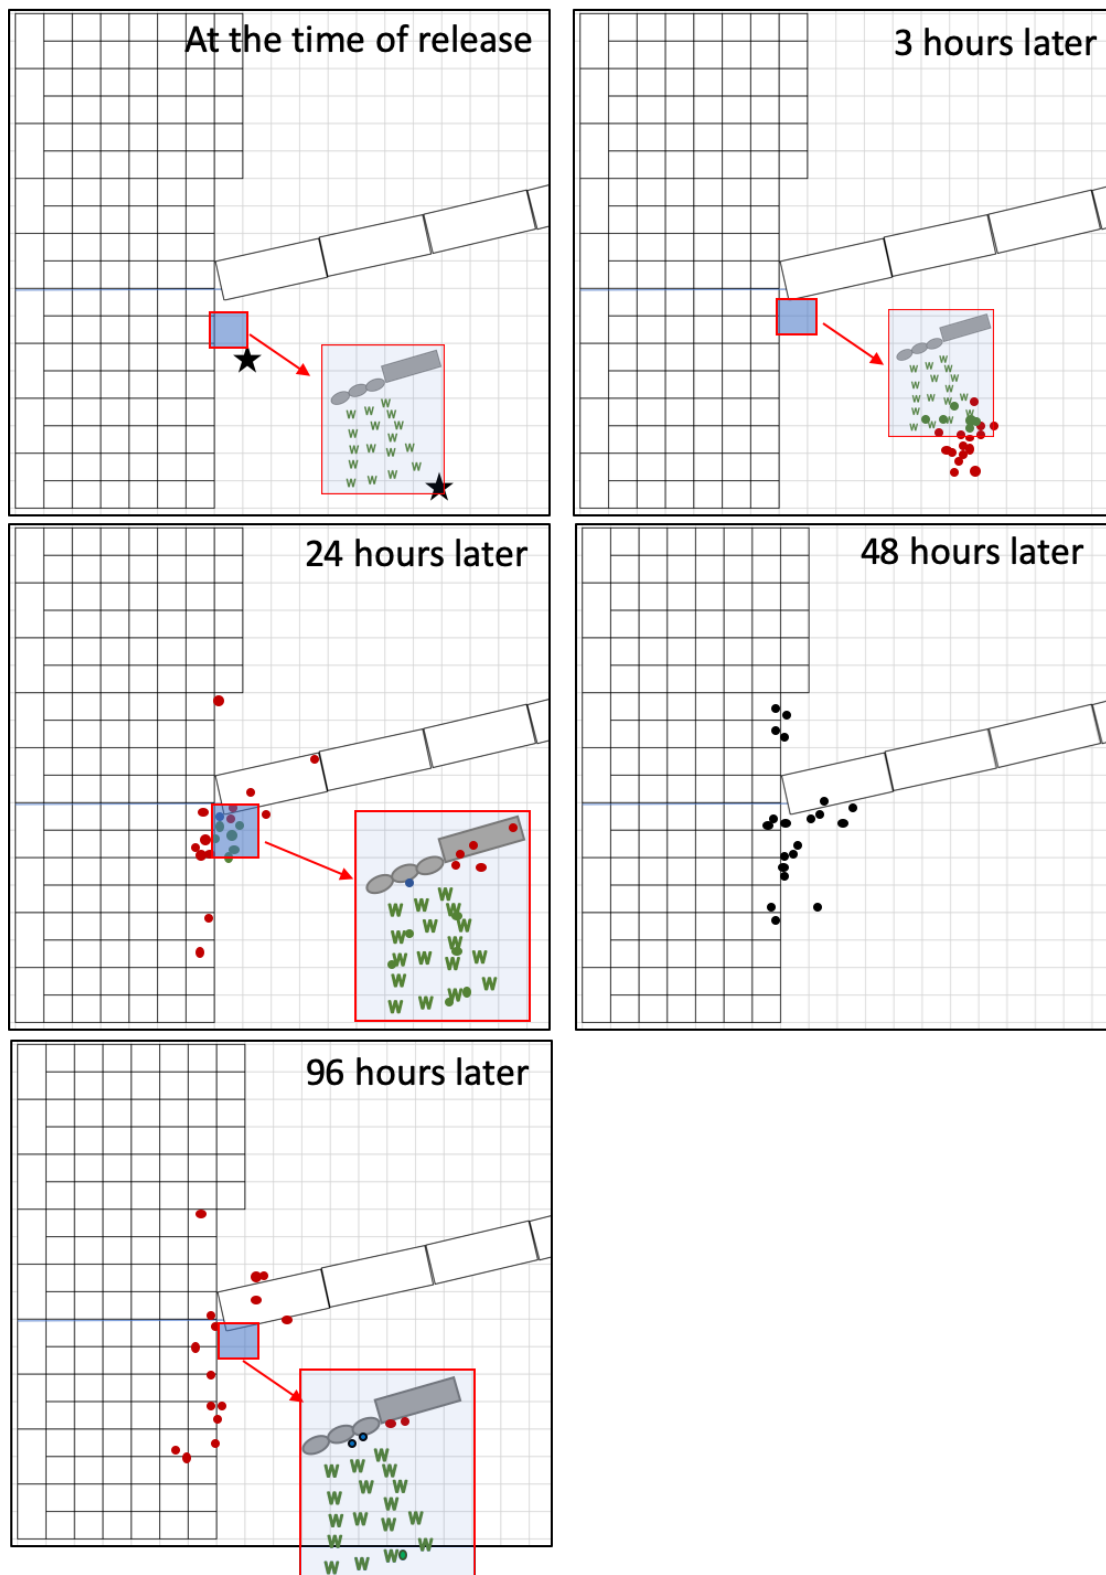 At the time of release
3 hours later
24 hours later
48 hours later
96 hours later